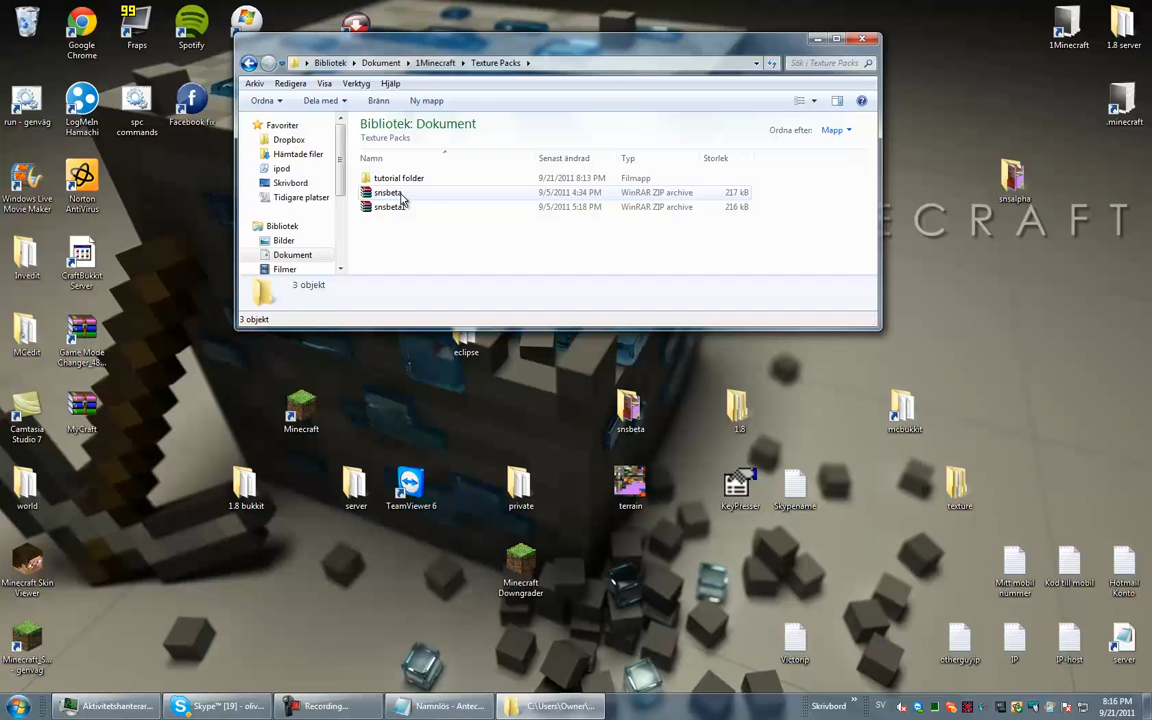 99
Google Chrome
Fraps
Spotify
1Minecraft
1.8 server
Bibliotek
Dokument
1Minecraft
Texture Packs
Sök i Texture Packs
Arkiv
Redigera
Visa
Verktyg
Hjälp
Ordna
Dela med
Bränn
Ny mapp
Favoriter
Dropbox
Hämtade filer
ipod
Skrivbord
Tidigare platser
Bibliotek
Bilder
Dokument
Filmer
Bibliotek: Dokument
Texture Packs
Ordna efter:
Mapp
Namn
Senast ändrad
Typ
Storlek
tutorial folder
9/21/2011 8:13 PM
Filmapp
snsbeta
9/5/2011 4:34 PM
WinRAR ZIP archive
217 kB
snsbeta
9/5/2011 5:18 PM
WinRAR ZIP archive
216 kB
3 objekt
3 objekt
run - genväg
LogMeIn Hamachi
spc commands
Facebook fix
.minecraft
Windows Live Movie Maker
Norton AntiVirus
snsalpha
ECRAFT
Invedit
CraftBukkit Server
MCedit
Game Mode Changer_48...
eclipse
Camtasia Studio 7
MyCraft
Minecraft
snsbeta
1.8
mcbukkit
world
1.8 bukkit
server
TeamViewer 6
private
terrain
KeyPresser
Skypename
texture
Minecraft Skin Viewer
Minecraft Downgrader
Mitt mobil nummer
Kod till mobil
Hotmail Konto
Minecraft_S... - genväg
Victorip
otherguyip
IP
IP-host
server
Aktivitetshanterar...
Skype™ [19] - oliv...
Recording...
Namnlös - Antec...
C:\Users\Owner\...
Skrivbord
»
SV
8:16 PM
9/21/2011